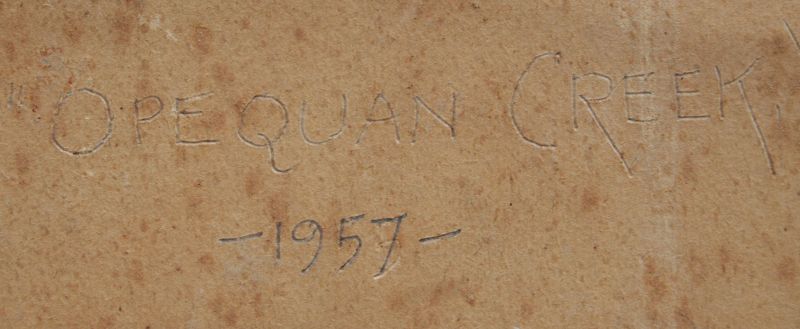 "OPEQUAN CREEK,"
-1957-